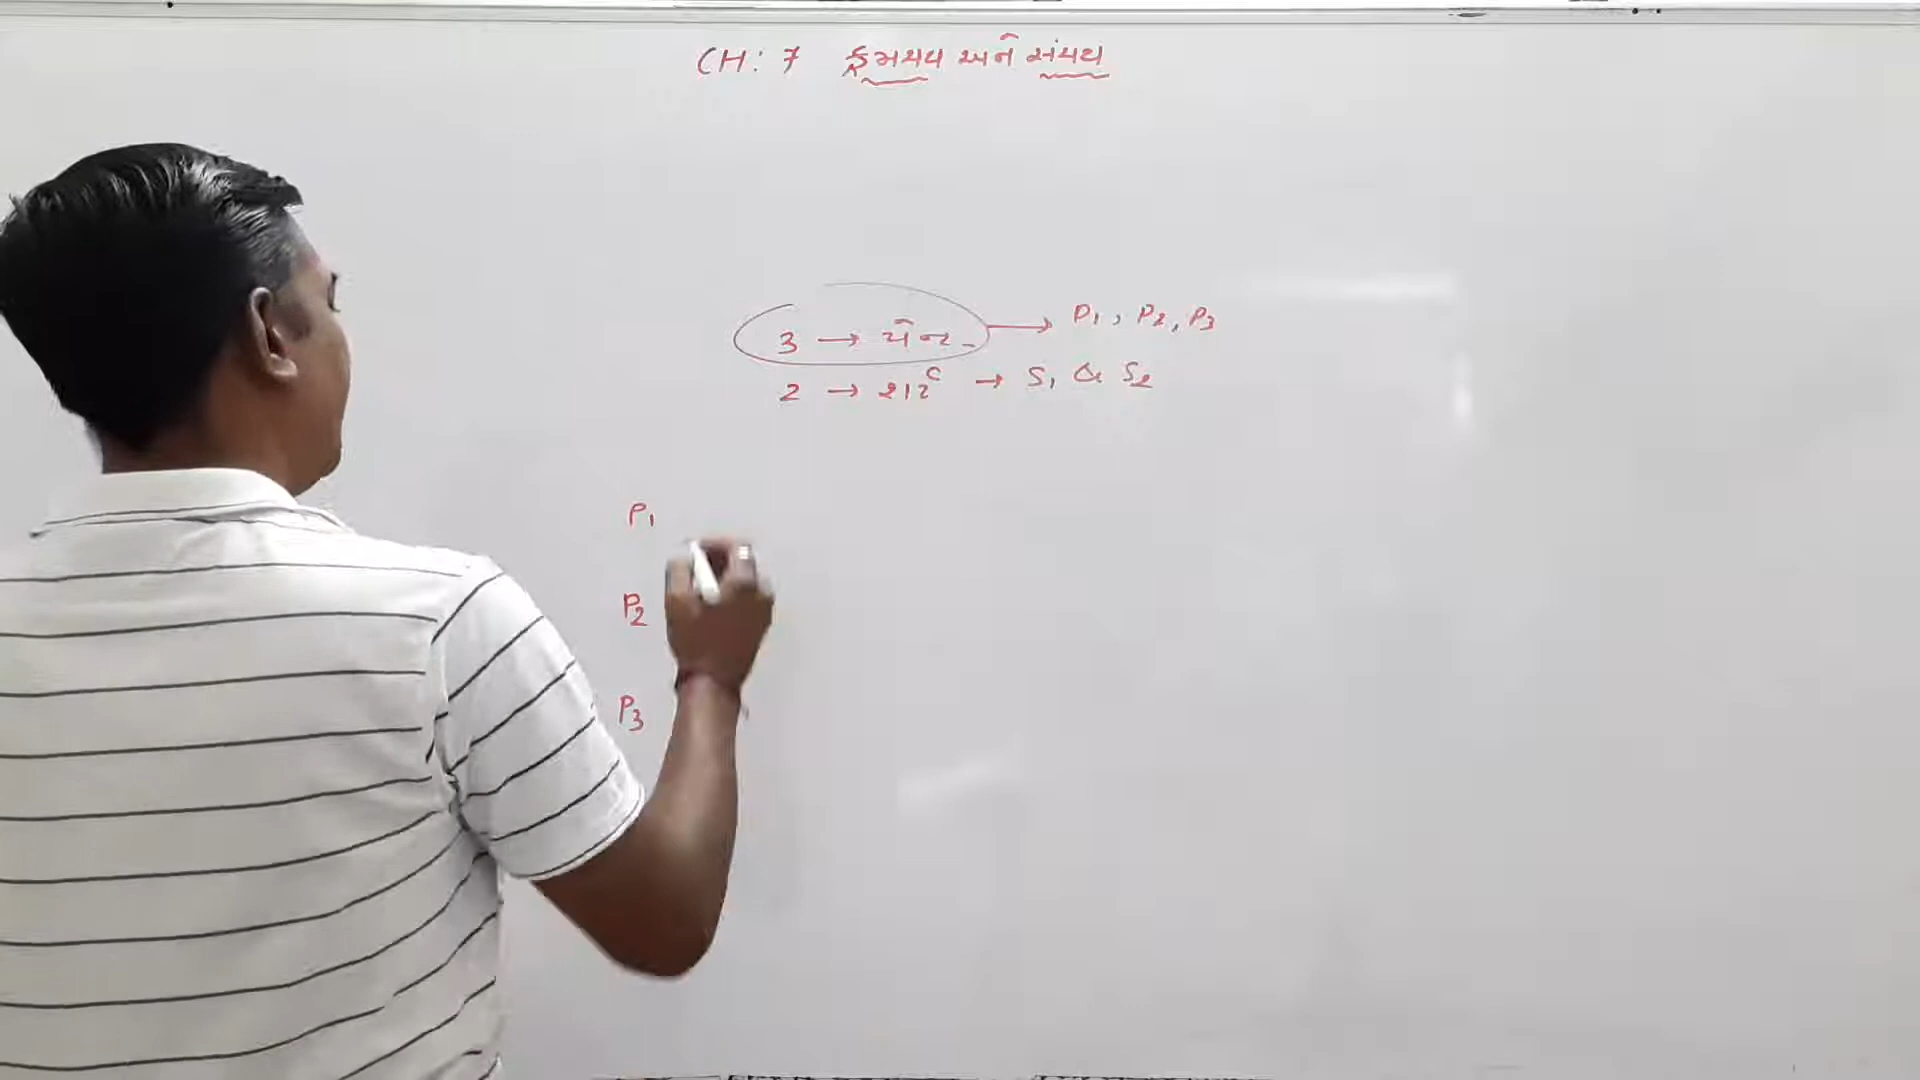 CH: 7 ક્રમચય અને સંચય
3 → પેન્ટ → P1, P2, P3
2 → શર્ટ → S1 & S2
P1
P2
P3